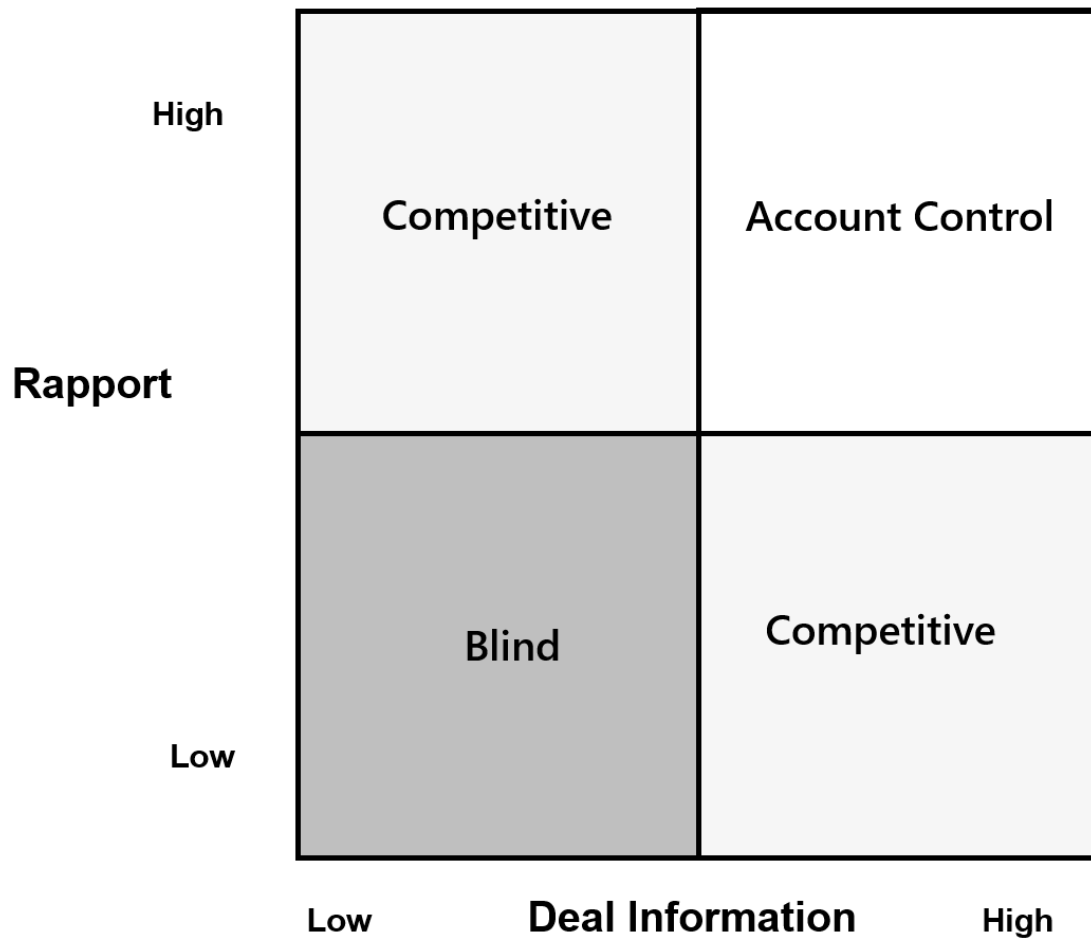 High
Competitive
Account Control
Rapport
Blind
Competitive
Low
Low
Deal Information
High